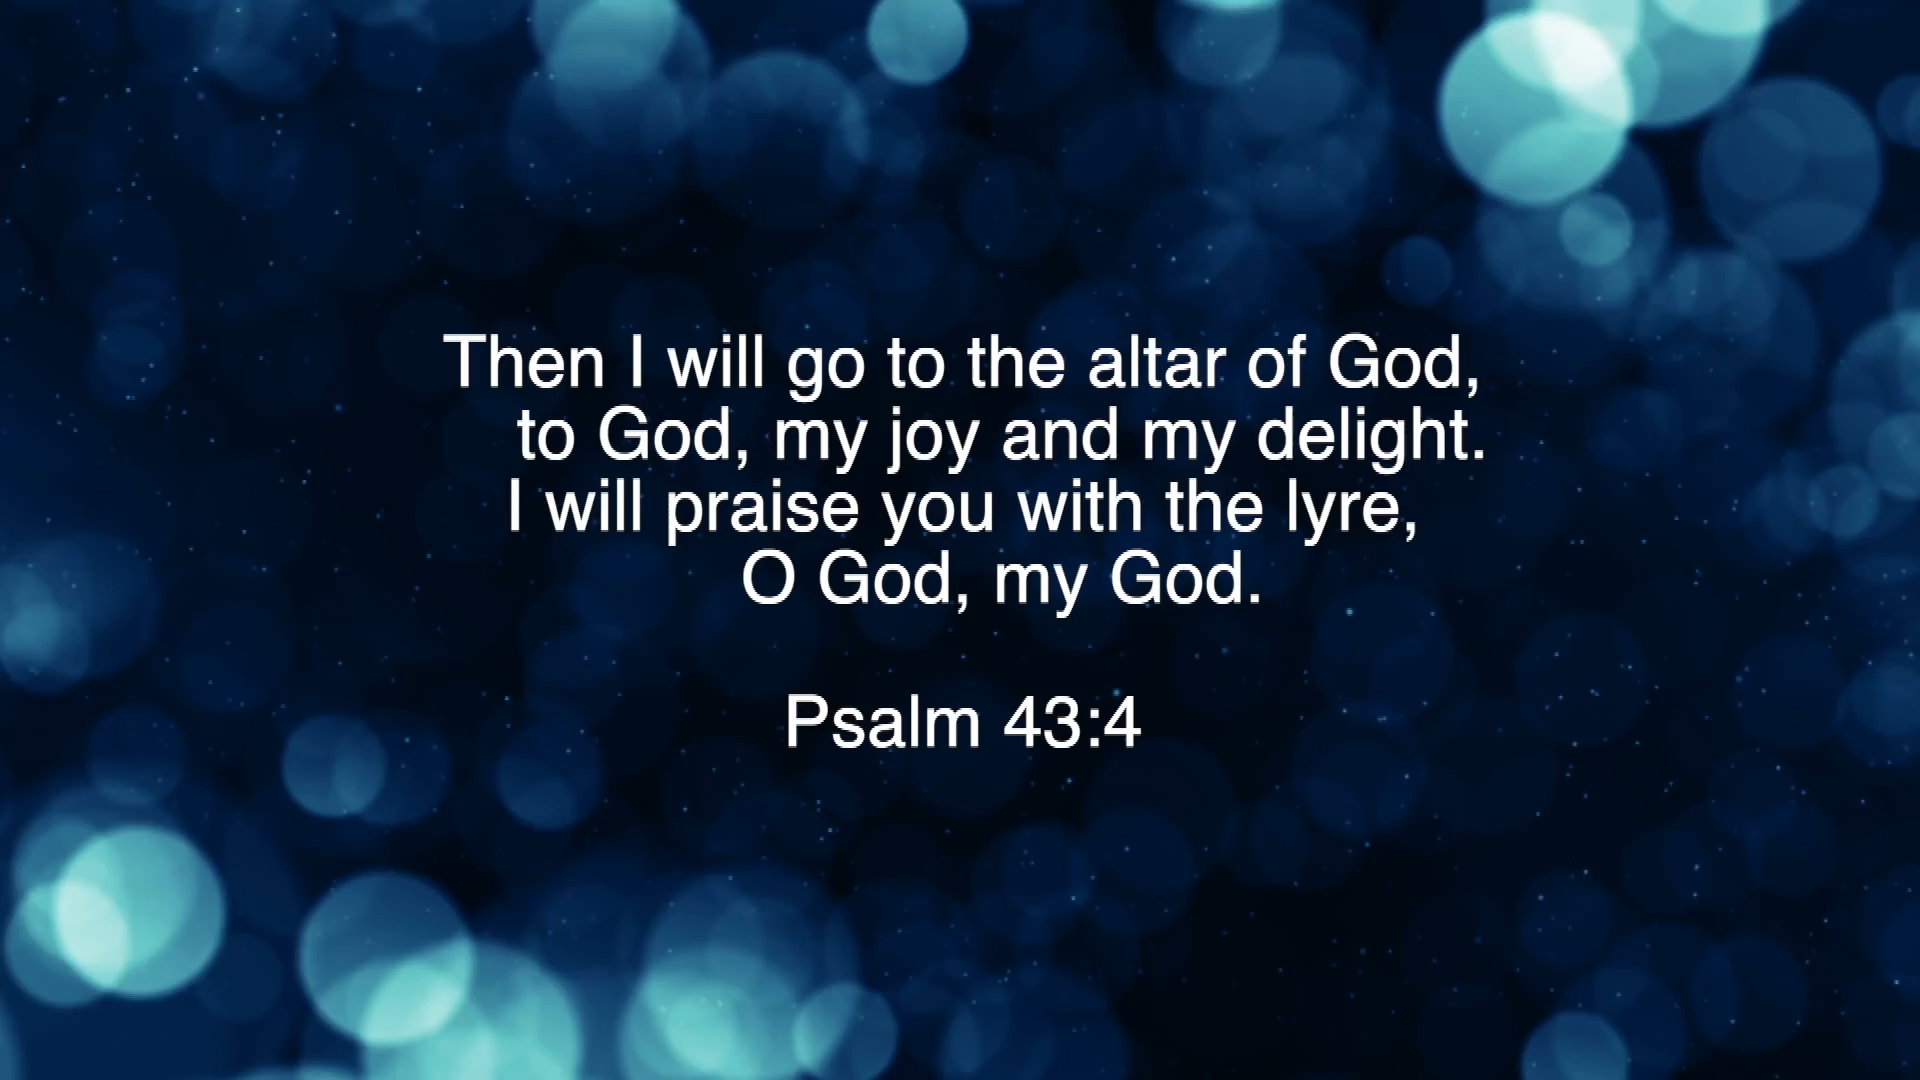 Then I will go to the altar of God,
to God, my joy and my delight.
I will praise you with the lyre,
O God, my God.
Psalm 43:4